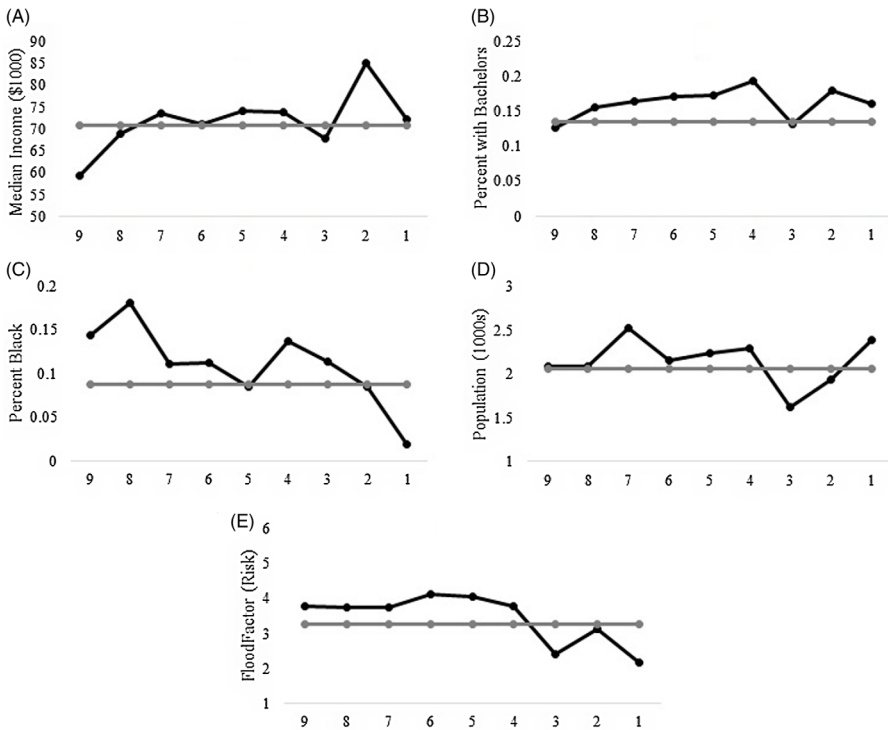 (A)
Median Income ($1000)
90
85
80
75
70
65
60
55
50
9 8 7 6 5 4 3 2 1
(B)
Percent with Bachelors
0.25
0.2
0.15
0.1
0.05
0
9 8 7 6 5 4 3 2 1
(C)
Percent Black
0.2
0.15
0.1
0.05
0
9 8 7 6 5 4 3 2 1
(D)
Population (1000s)
3
2.5
2
1.5
1
9 8 7 6 5 4 3 2 1
(E)
FloodFactor (Risk)
6
5
4
3
2
1
9 8 7 6 5 4 3 2 1